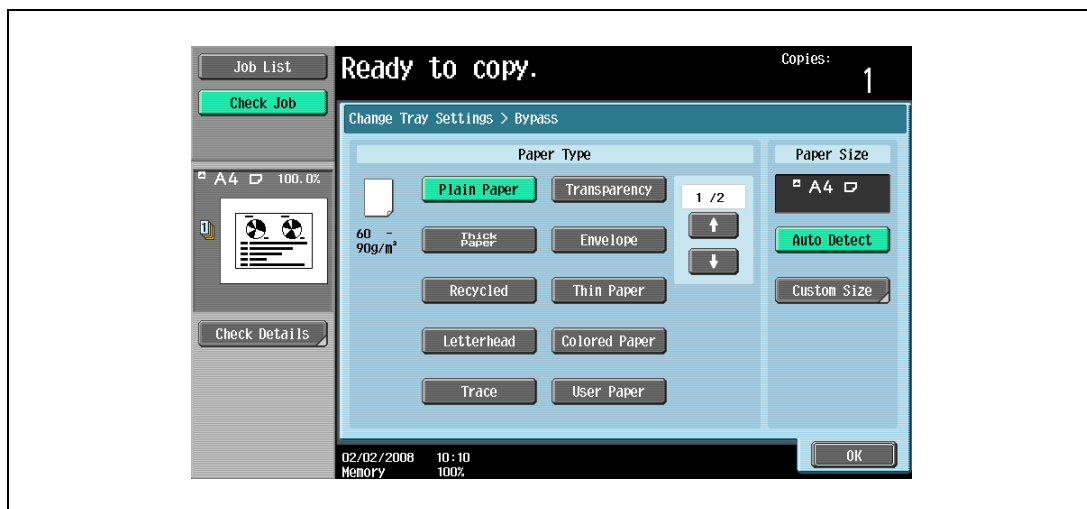 Job List
Check Job
A4 100.0%
1
Check Details
Ready to copy.
Copies:
1
Change Tray Settings > Bypass
Paper Type
Paper Size
Plain Paper
Transparency
1 /2
A4
60 -
90g/m²
Thick
Paper
Envelope
Auto Detect
Recycled
Thin Paper
Custom Size
Letterhead
Colored Paper
Trace
User Paper
02/02/2008 10:10
Memory 100%
OK